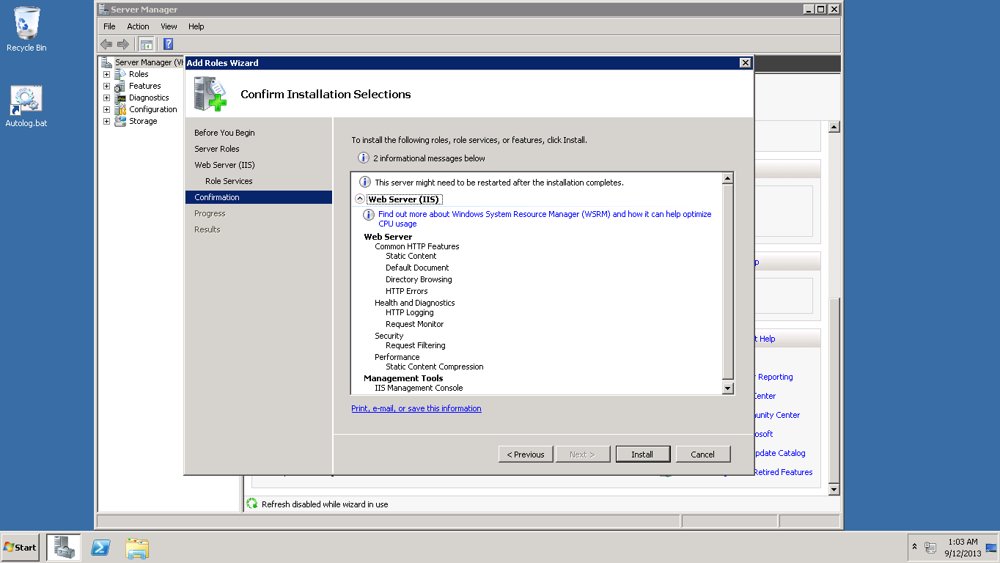 Recycle Bin
Autolog.bat
Server Manager
File Action View Help
Server Manager (
Roles
Features
Diagnostics
Configuration
Storage
Add Roles Wizard
Confirm Installation Selections
Before You Begin
Server Roles
Web Server (IIS)
Role Services
Confirmation
Progress
Results
To install the following roles, role services, or features, click Install.
2 informational messages below
This server might need to be restarted after the installation completes.
Web Server (IIS)
Find out more about Windows System Resource Manager (WSRM) and how it can help optimize
CPU usage
Web Server
Common HTTP Features
Static Content
Default Document
Directory Browsing
HTTP Errors
Health and Diagnostics
HTTP Logging
Request Monitor
Security
Request Filtering
Performance
Static Content Compression
Management Tools
IIS Management Console
Print, e-mail, or save this information
< Previous
Next >
Install
Cancel
p
t Help
Reporting
Center
unity Center
osoft
pdate Catalog
Retired Features
Refresh disabled while wizard in use
Start
1:03 AM
9/12/2013